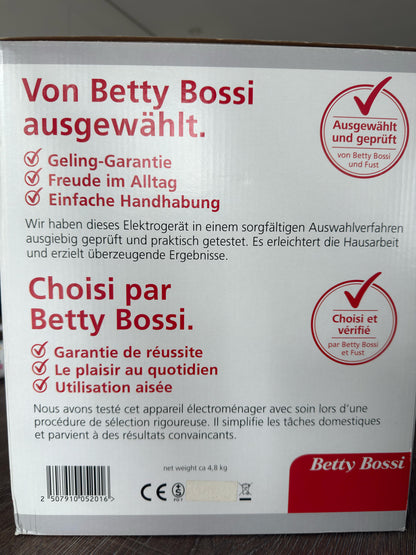 Von Betty Bossi
ausgewählt.
Geling-Garantie
Freude im Alltag
Einfache Handhabung
Ausgewählt
und geprüft
von Betty Bossi
und Fust
Wir haben dieses Elektrogerät in einem sorgfältigen Auswahlverfahren
ausgiebig geprüft und praktisch getestet. Es erleichtert die Hausarbeit
und erzielt überzeugende Ergebnisse.
Choisi par
Betty Bossi.
Garantie de réussite
Le plaisir au quotidien
Utilisation aisée
Choisi et
vérifié
par Betty Bossi
et Fust
Nous avons testé cet appareil électroménager avec soin lors d'une
procédure de sélection rigoureuse. Il simplifie les tâches domestiques
et parvient à des résultats convaincants.
net weight ca 4,8 kg
2 507910 052016 >
CE
Betty Bossi